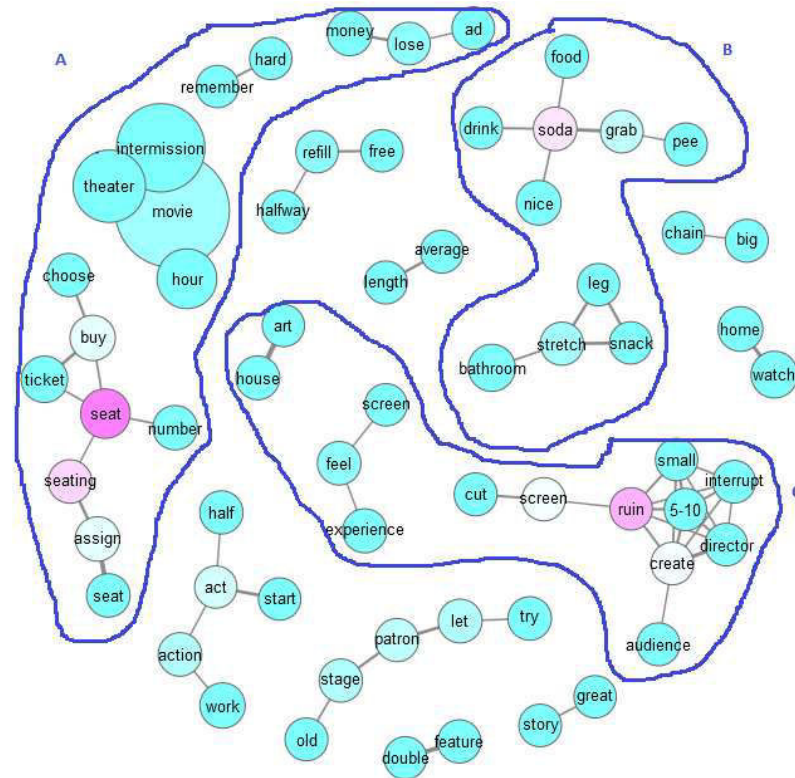 money
lose
ad
A
hard
remember
food
B
intermission
refill
free
drink
soda
grab
pee
theater
movie
halfway
nice
hour
average
chain
big
choose
length
leg
buy
art
home
stretch
snack
ticket
house
bathroom
watch
seat
screen
number
small
feel
interrupt
seating
cut
screen
ruin
5-10
half
experience
director
assign
create
seat
act
start
audience
patron
let
try
action
stage
work
great
old
story
feature
double